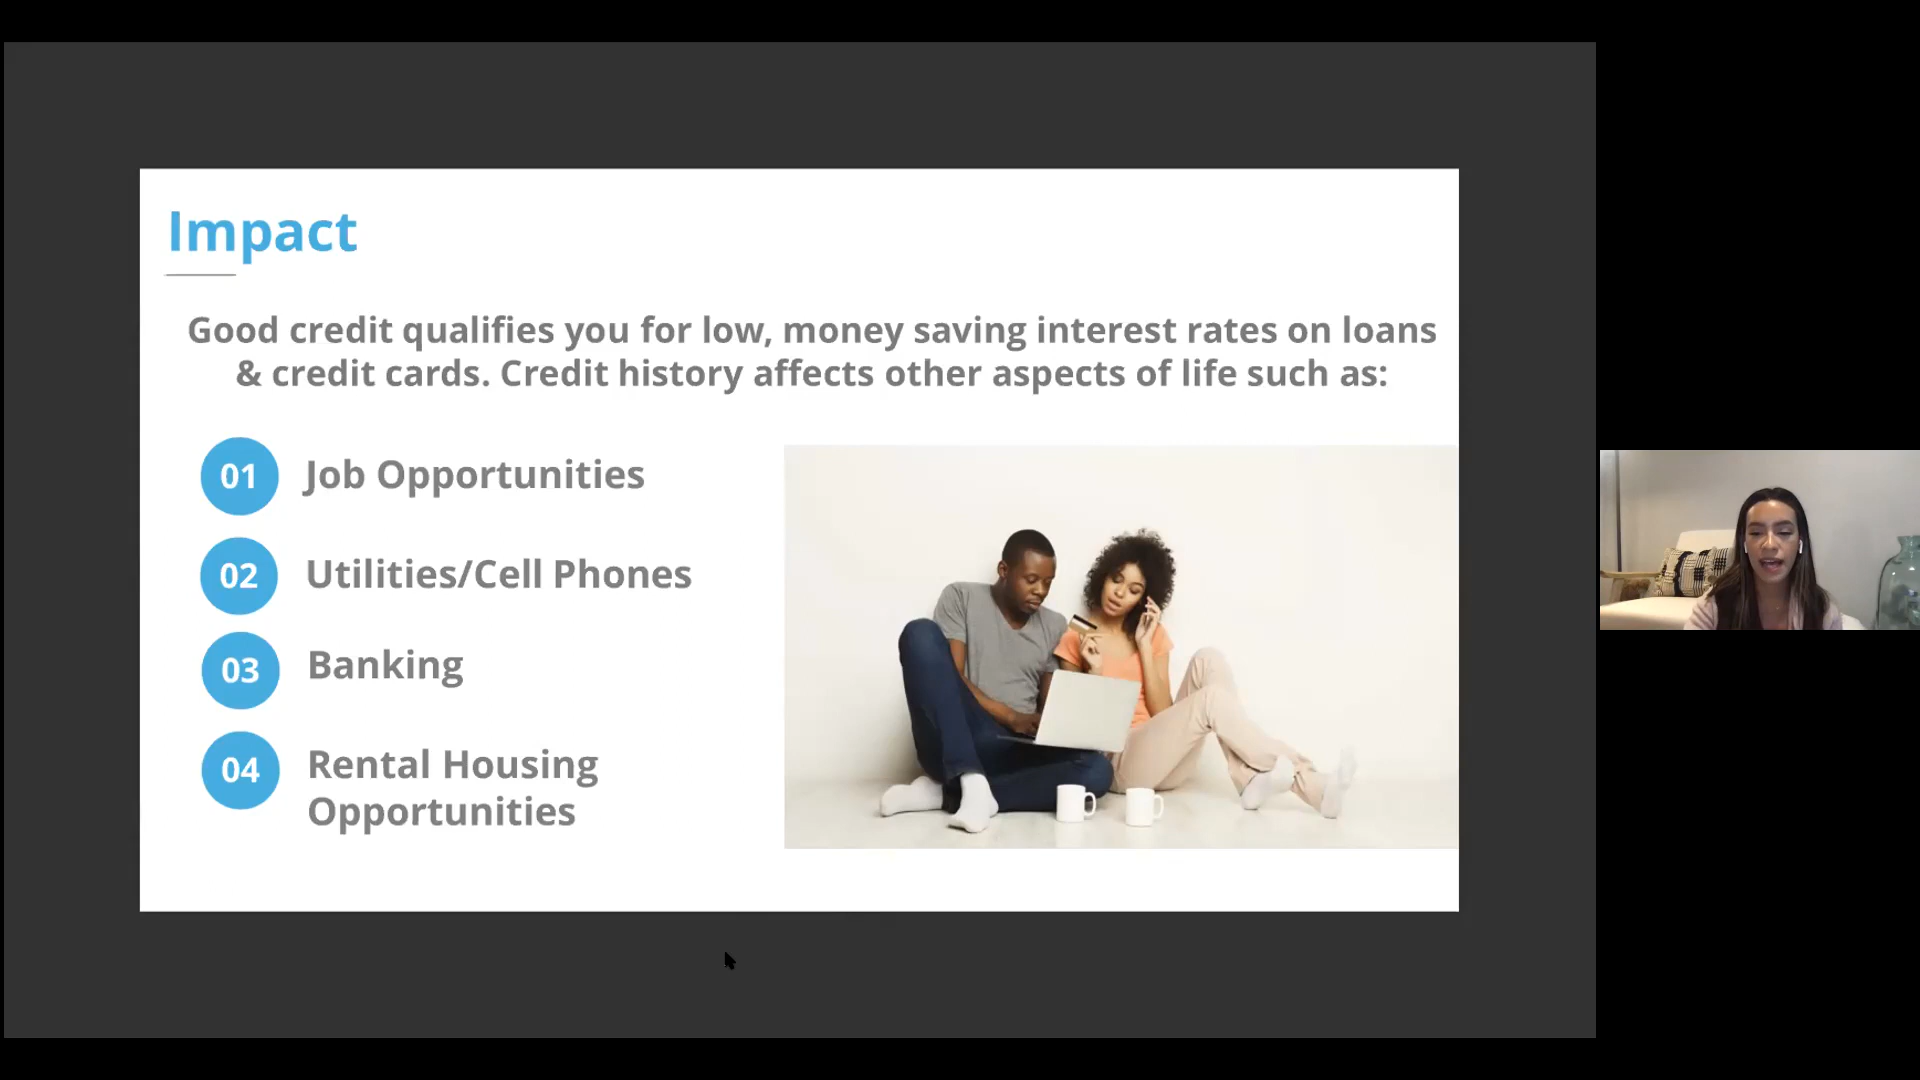 Impact
Good credit qualifies you for low, money saving interest rates on loans
& credit cards. Credit history affects other aspects of life such as:
01 Job Opportunities
02 Utilities/Cell Phones
03 Banking
04 Rental Housing
Opportunities